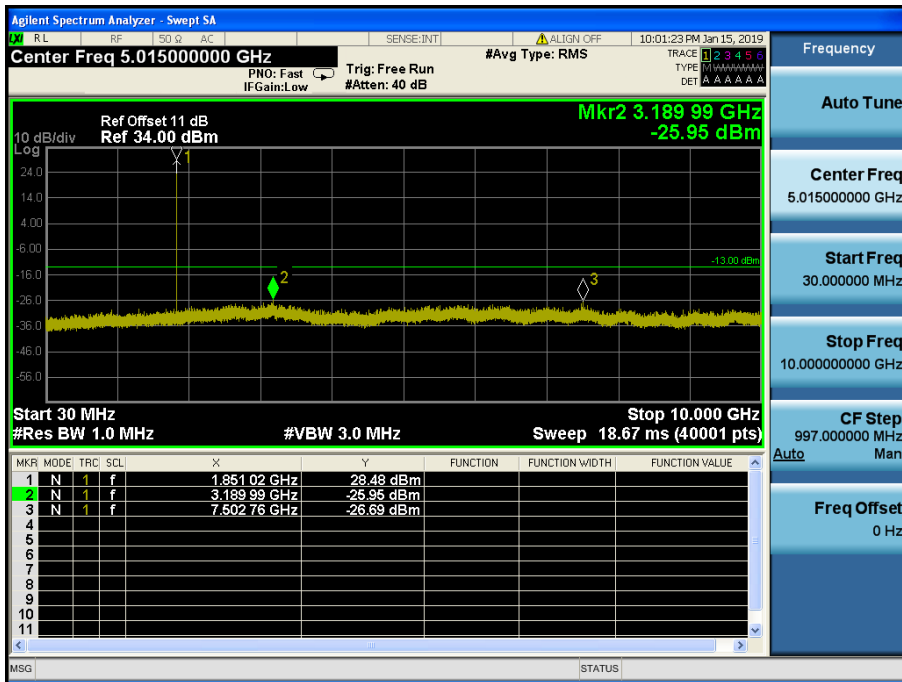 Agilent Spectrum Analyzer - Swept SA
LXI RL RF 50 Ω AC SENSE:INT ALIGN OFF 10:01:23 PM Jan 15, 2019
Center Freq 5.015000000 GHz
PNO: Fast
IFGain:Low
Trig: Free Run
#Atten: 40 dB
#Avg Type: RMS
TRACE 1 2 3 4 5 6
TYPE M W W W W W
DET A A A A A A
Frequency
Auto Tune
Center Freq
5.015000000 GHz
Start Freq
30.000000 MHz
Stop Freq
10.000000000 GHz
CF Step
997.000000 MHz
Auto Man
Freq Offset
0 Hz
Mkr2 3.189 99 GHz
-25.95 dBm
Ref Offset 11 dB
10 dB/div Ref 34.00 dBm
Log
24.0
14.0
4.00
-6.00
-16.0
-26.0
-36.0
-46.0
-56.0
1
2
3
-13.00 dBm
Start 30 MHz Stop 10.000 GHz
#Res BW 1.0 MHz #VBW 3.0 MHz Sweep 18.67 ms (40001 pts)
MKR MODE TRC SCL X Y FUNCTION FUNCTION WIDTH FUNCTION VALUE
1 N 1 f 1.851 02 GHz 28.48 dBm
2 N 1 f 3.189 99 GHz -25.95 dBm
3 N 1 f 7.502 76 GHz -26.69 dBm
4
5
6
7
8
9
10
11
MSG STATUS